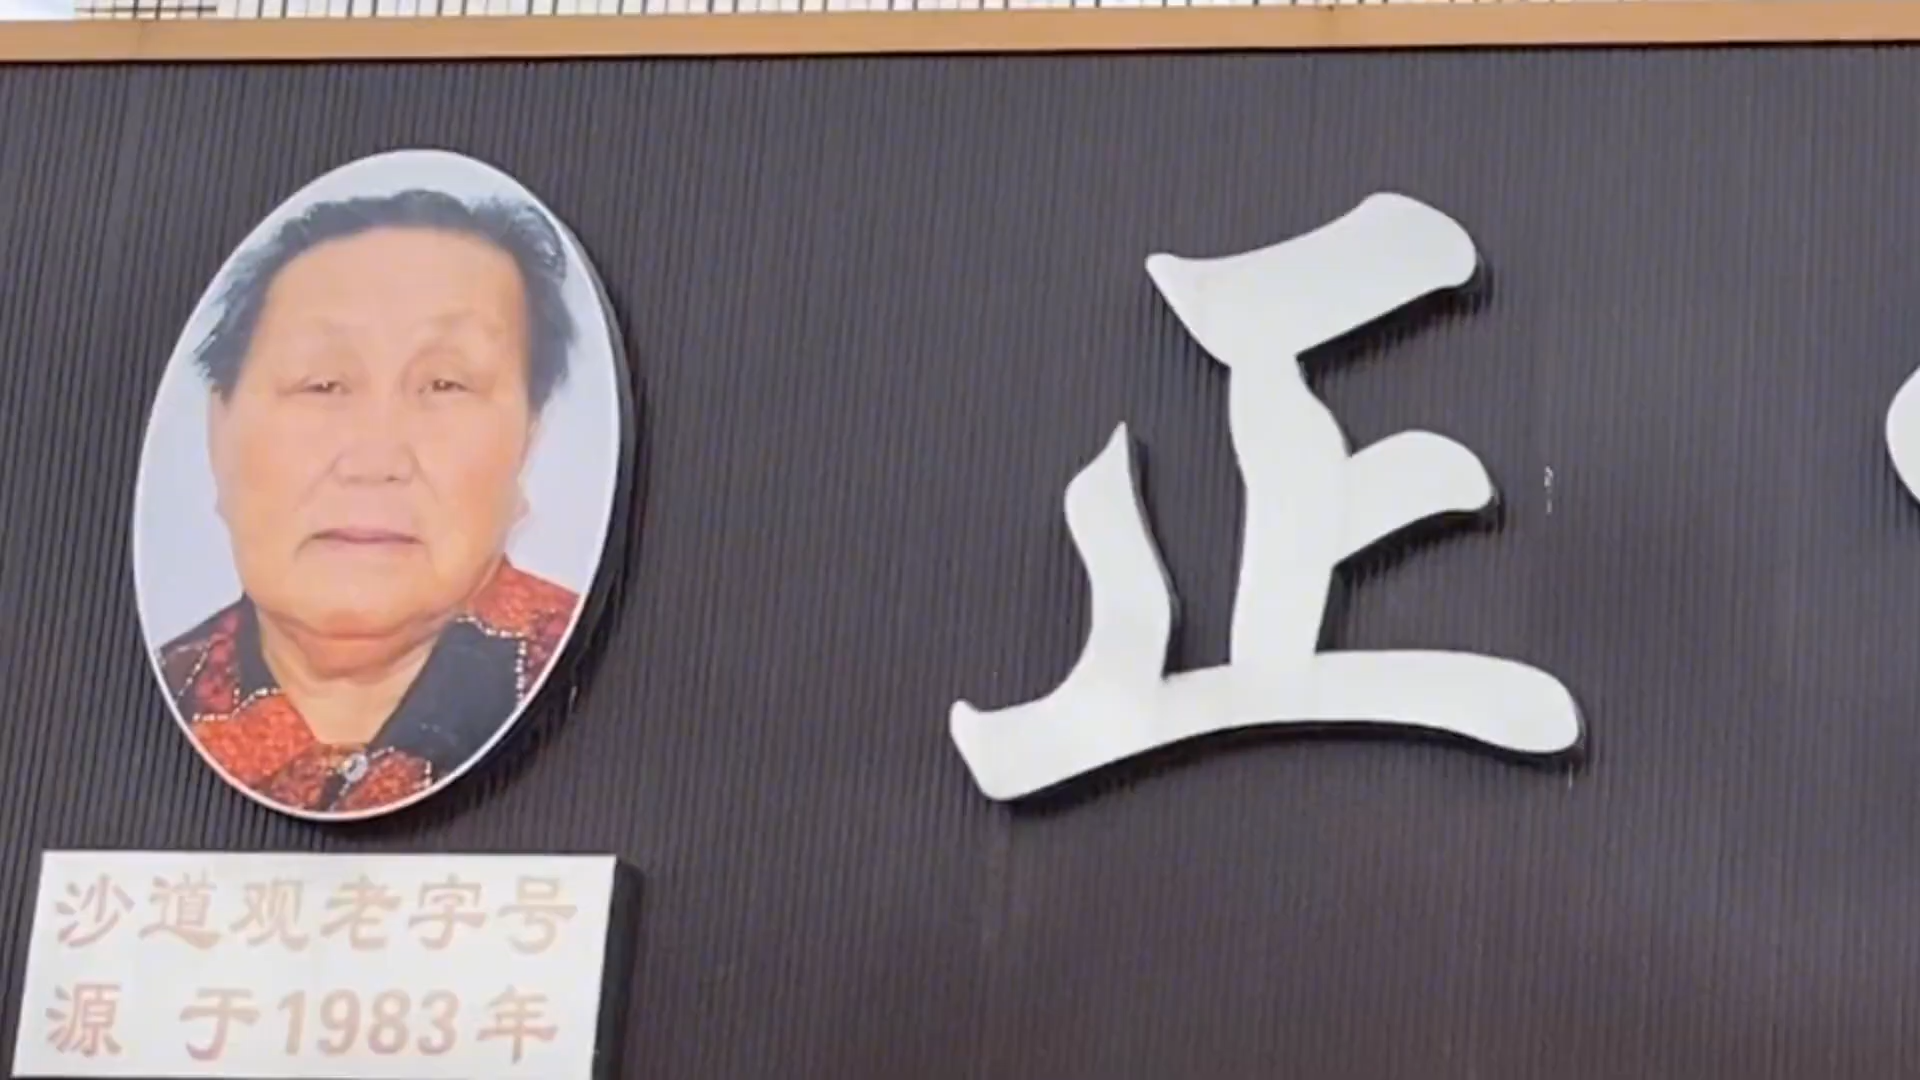 正
沙道观老字号
源 于1983年